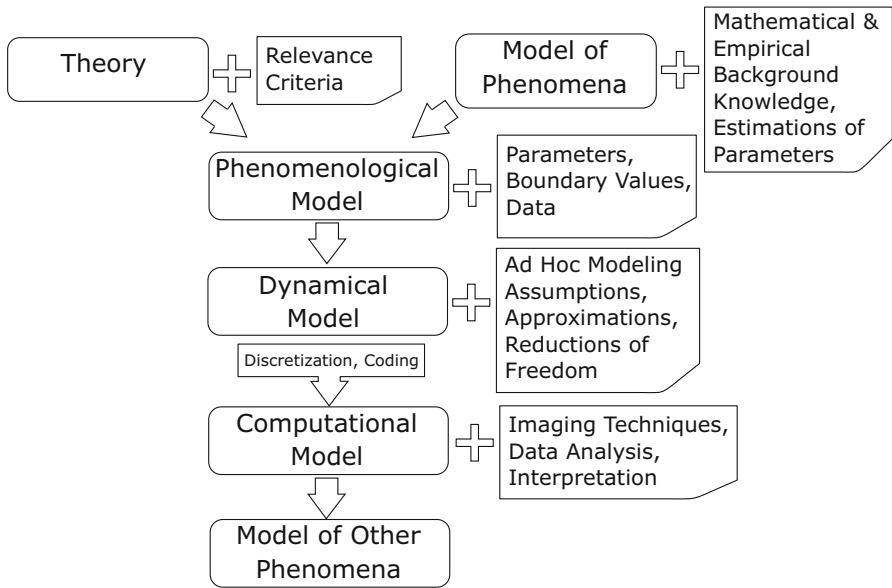 Theory
Relevance
Criteria
Model of
Phenomena
Mathematical &
Empirical
Background
Knowledge,
Estimations of
Parameters
Phenomenological
Model
Parameters,
Boundary Values,
Data
Dynamical
Model
Ad Hoc Modeling
Assumptions,
Approximations,
Reductions of
Freedom
Discretization, Coding
Computational
Model
Imaging Techniques,
Data Analysis,
Interpretation
Model of Other
Phenomena